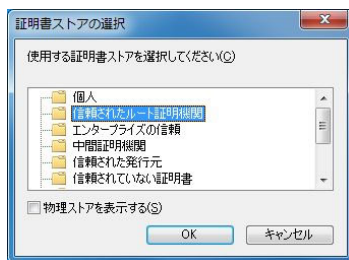 証明書ストアの選択
使用する証明書ストアを選択してください(C)
個人
信頼されたルート証明機関
エンタープライズの信頼
中間証明機関
信頼された発行元
信頼されていない証明書
物理ストアを表示する(S)
OK キャンセル